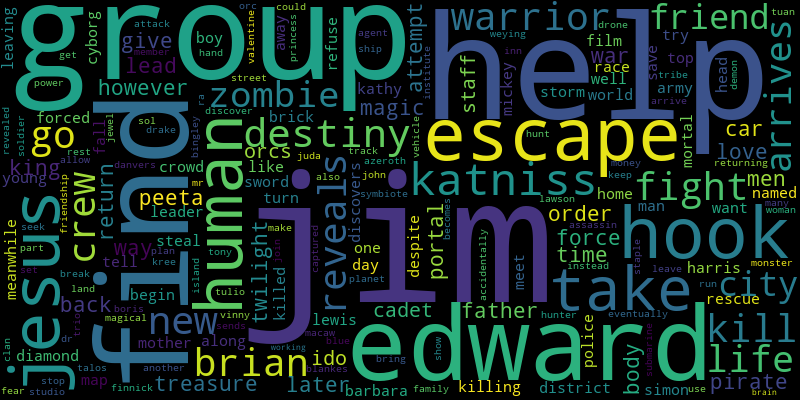 leaving
group
attack
orc
hand
valentine
could
princess
away
refuse
drone
weying
agent
ship
institute
tribe
tuan
cyborg
boy
give
member
street
attempt
warrior
help
friend
war
film
race
try
top
save
well
world
arrives
get
lead
power
however
zombie
kathy
magic
staff
inn
mickey
storm
army
head
demon
arrive
revealed
soldier
forced
sol
drake
jewel
ra
discover
brick
destiny
escape
hunt
vehicle
mortal
car
love
go
fall
rest
king
young
allow
danvers
bingley
crowd
orcs
like
juda
track
azeroth
john
symbiote
also
katniss
money
keep
returning
home
fight
men
many
woman
named
find
human
sword
turn
mr
peeta
leader
crew
return
friendship
seek
part
meanwhile
jesus
way
tell
plan
steal
tony
kree
island
make
twilight
killed
join
captured
reveals
discovers
jim
one
day
planet
despite
portal
becomes
meet
accidentally
lawson
order
force
time
assassin
instead
man
want
hook
leave
monster
city
rescue
harris
run
set
break
back
begin
boris
magical
new
tulio
vinny
sends
lewis
cadet
father
hunter
police
take
eventually
kill
staple
submarine
clan
dr
trio
diamond
mother
another
along
macaw
blue
edward
show
body
life
stop
talos
map
fear
studio
finnick
treasure
brian
working
later
ido
blankes
barbara
bring
family
killing
district
simon
use
pirate
brain